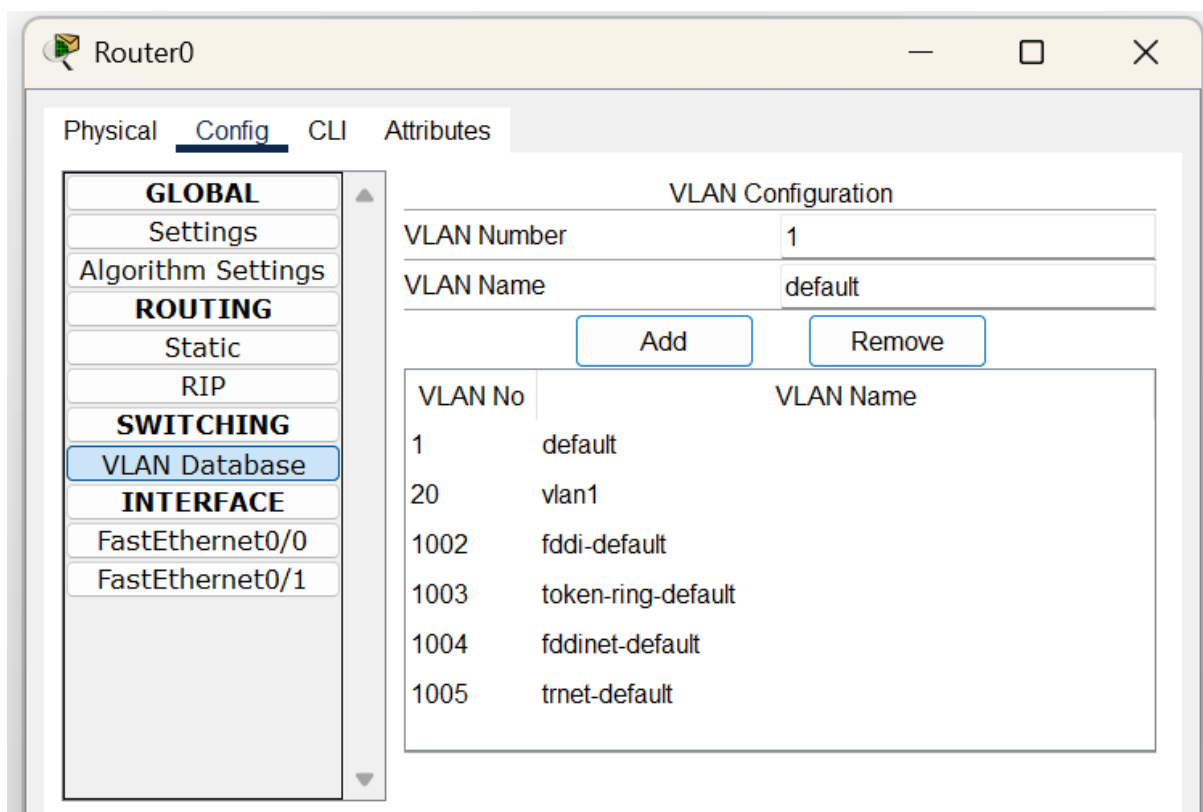 Router0
Physical Config CLI Attributes
GLOBAL
Settings
Algorithm Settings
ROUTING
Static
RIP
SWITCHING
VLAN Database
INTERFACE
FastEthernet0/0
FastEthernet0/1
VLAN Configuration
VLAN Number 1
VLAN Name default
Add Remove
VLAN No VLAN Name
1 default
20 vlan1
1002 fddi-default
1003 token-ring-default
1004 fddinet-default
1005 trnet-default